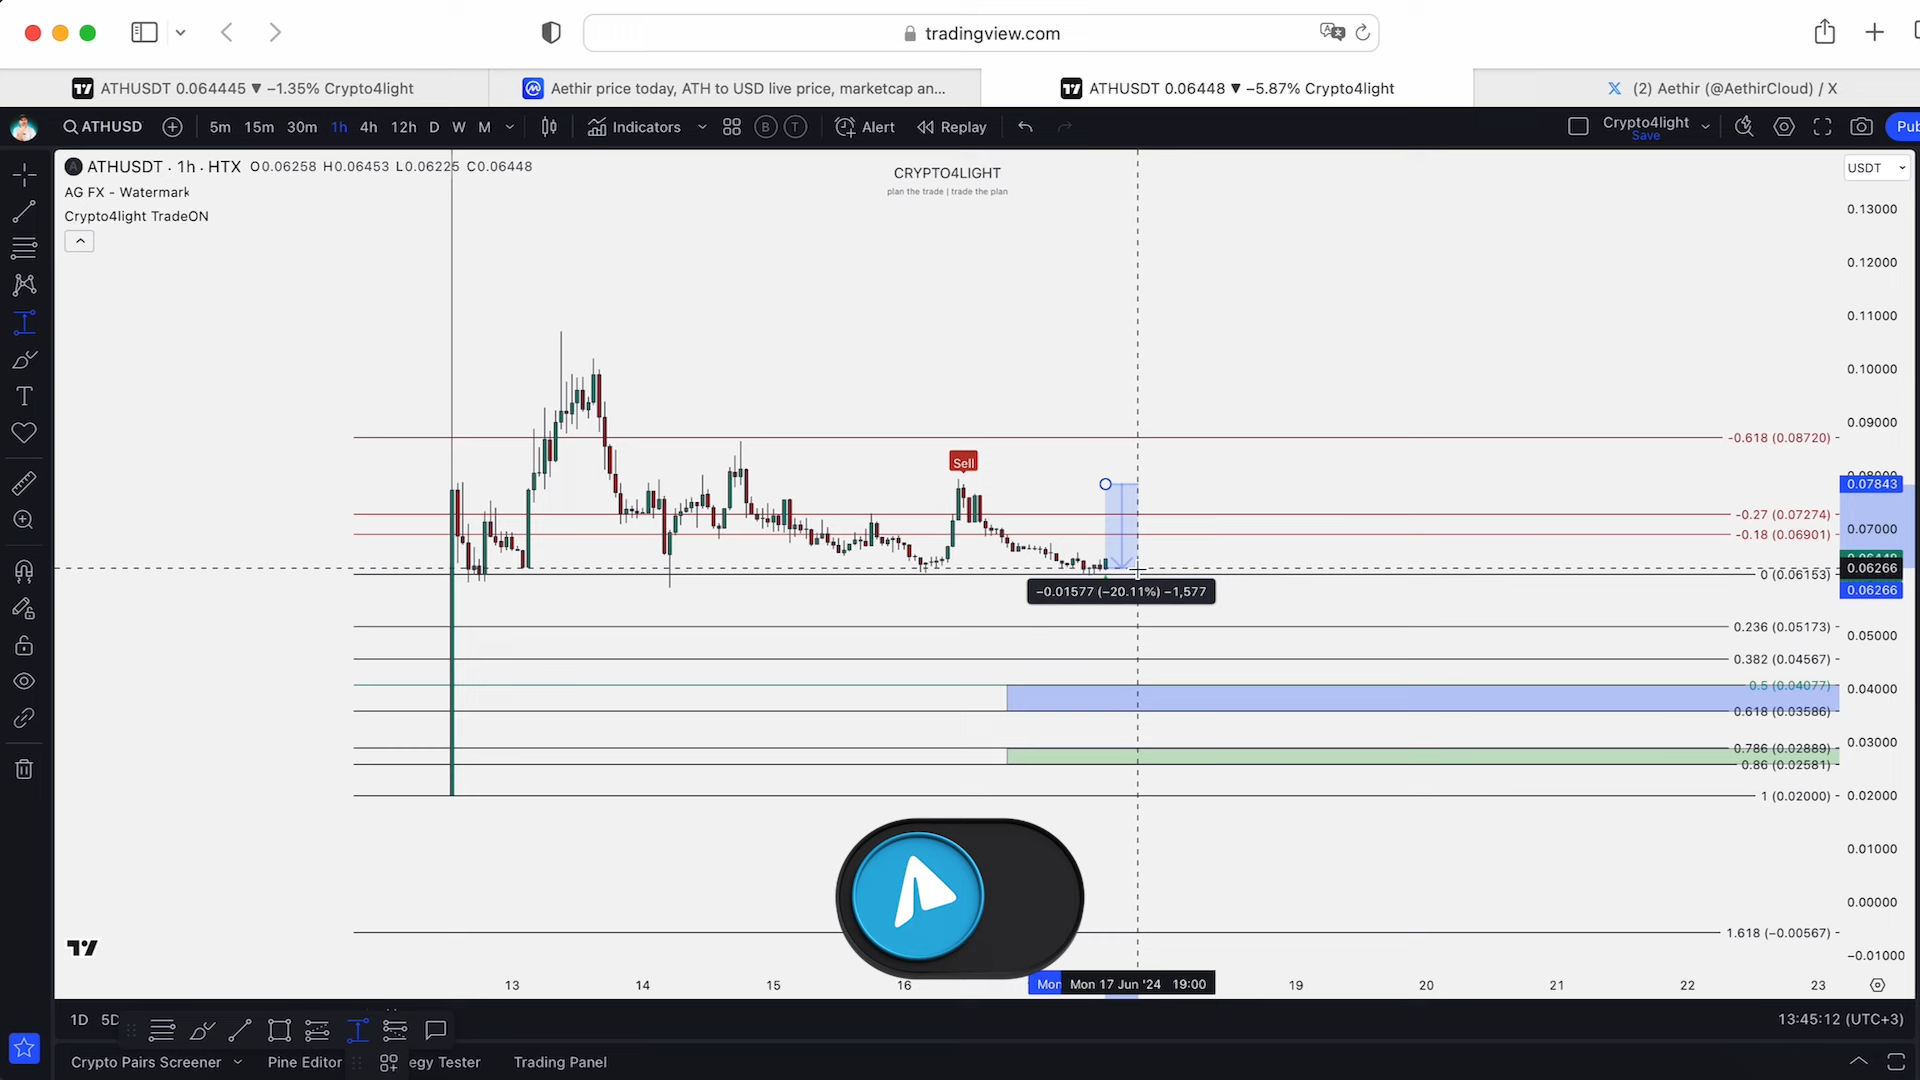 tradingview.com
ATHUSDT 0.064445 ▼ −1.35% Crypto4light
Aethir price today, ATH to USD live price, marketcap an...
ATHUSDT 0.06448 ▼ −5.87% Crypto4light
(2) Aethir (@AethirCloud) / X
ATHUSD 5m 15m 30m 1h 4h 12h D W M Indicators B T Alert Replay Crypto4light Pub
Save
ATHUSDT · 1h · HTX O0.06258 H0.06453 L0.06225 C0.06448
USDT
AG FX - Watermark
Crypto4light TradeON
CRYPTO4LIGHT
plan the trade | trade the plan
0.13000
0.12000
0.11000
0.10000
0.09000
-0.618 (0.08720)
Sell
0.08000
0.07843
-0.27 (0.07274)
0.07000
-0.18 (0.06901)
0.06448
0.06266
0 (0.06153)
0.06266
−0.01577 (−20.11%) −1,577
0.236 (0.05173)
0.05000
0.382 (0.04567)
0.5 (0.04077)
0.04000
0.618 (0.03586)
0.786 (0.02889)
0.03000
0.86 (0.02581)
1 (0.02000)
0.02000
0.01000
0.00000
1.618 (−0.00567)
−0.01000
13 14 15 16 Mon Mon 17 Jun '24 19:00 19 20 21 22 23
1D 5D
13:45:12 (UTC+3)
Crypto Pairs Screener Pine Editor egy Tester Trading Panel